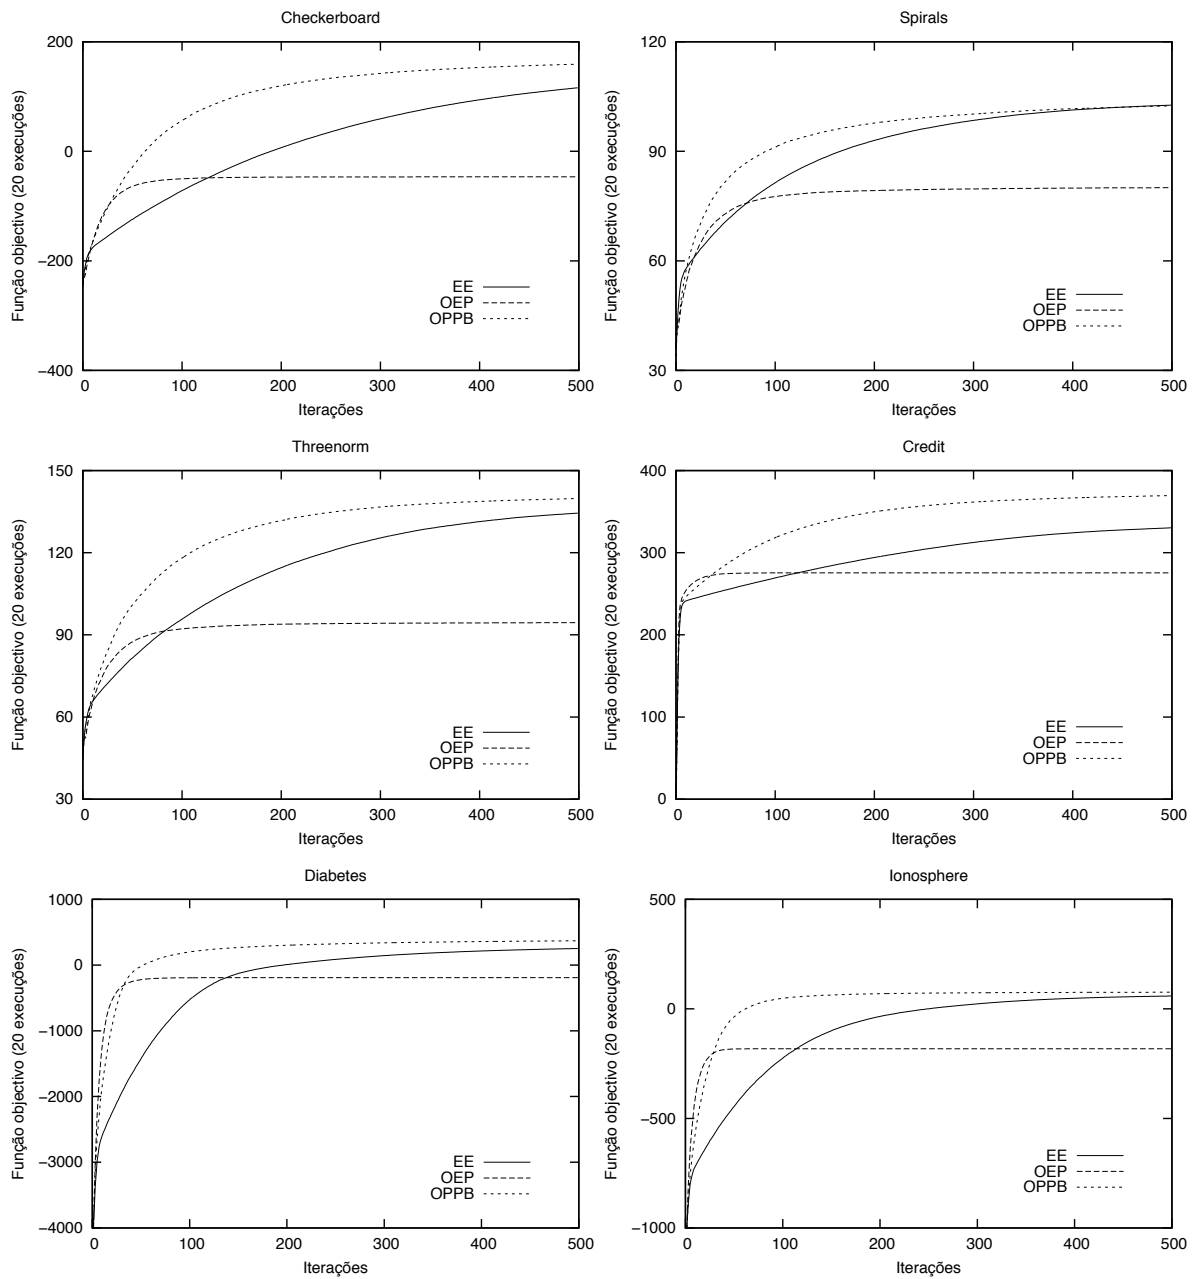 Checkerboard
Função objectivo (20 execuções)
200
0
−200
−400
0 100 200 300 400 500
Iterações
EE
OEP
OPPB
Spirals
Função objectivo (20 execuções)
120
90
60
30
0 100 200 300 400 500
Iterações
EE
OEP
OPPB
Threenorm
Função objectivo (20 execuções)
150
120
90
60
30
0 100 200 300 400 500
Iterações
EE
OEP
OPPB
Credit
Função objectivo (20 execuções)
400
300
200
100
0
0 100 200 300 400 500
Iterações
EE
OEP
OPPB
Diabetes
Função objectivo (20 execuções)
1000
0
−1000
−2000
−3000
−4000
0 100 200 300 400 500
Iterações
EE
OEP
OPPB
Ionosphere
Função objectivo (20 execuções)
500
0
−500
−1000
0 100 200 300 400 500
Iterações
EE
OEP
OPPB